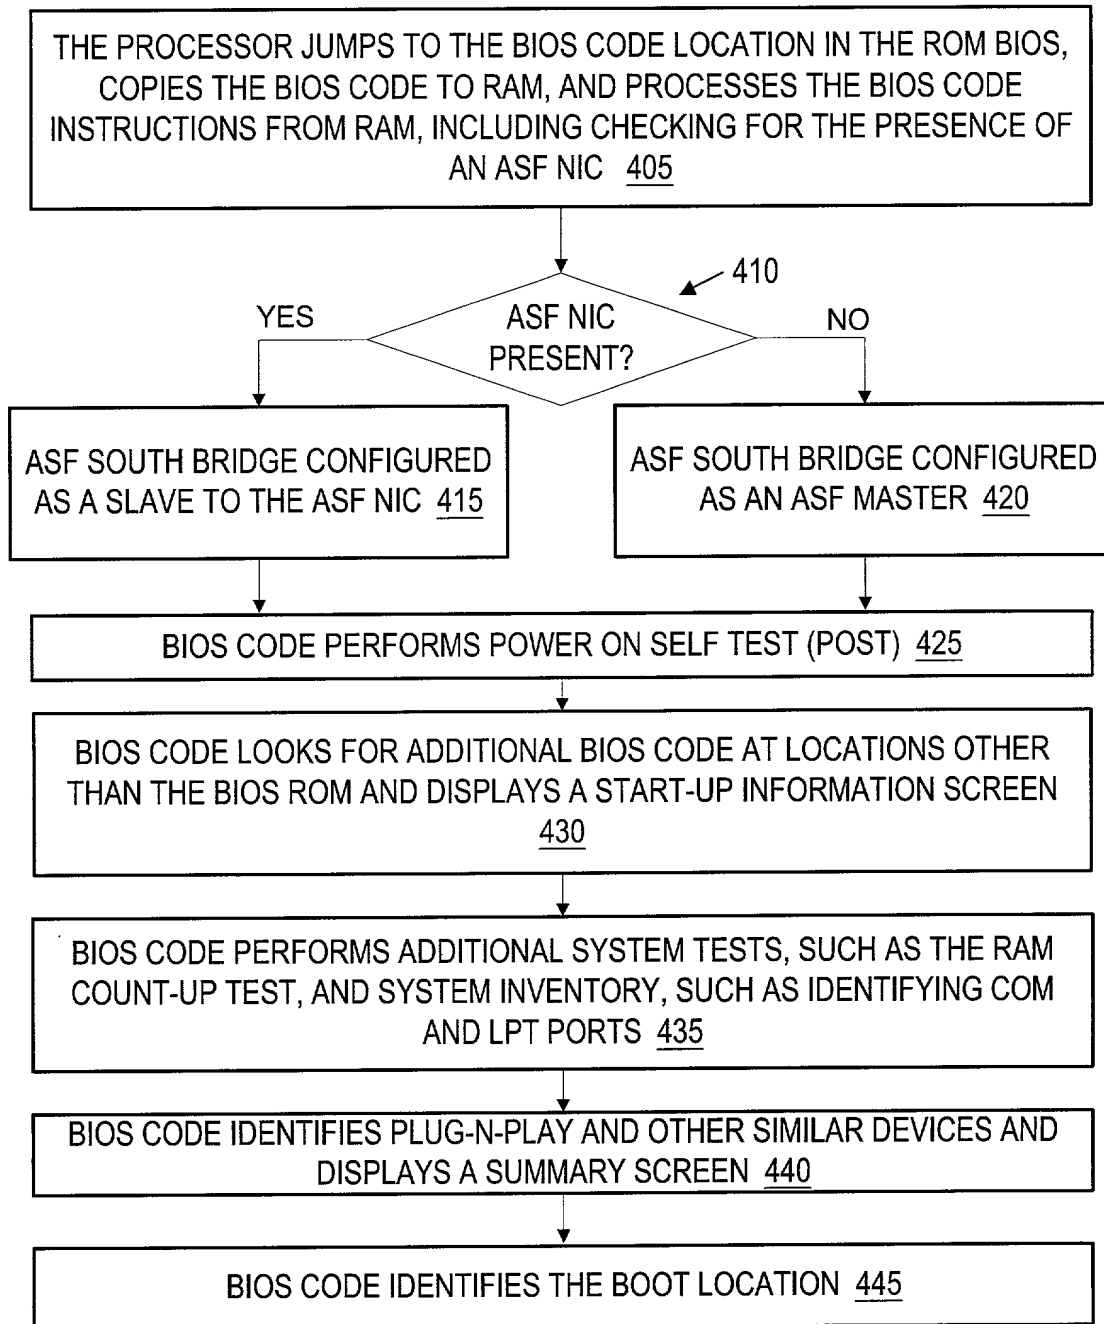 THE PROCESSOR JUMPS TO THE BIOS CODE LOCATION IN THE ROM BIOS,
COPIES THE BIOS CODE TO RAM, AND PROCESSES THE BIOS CODE
INSTRUCTIONS FROM RAM, INCLUDING CHECKING FOR THE PRESENCE OF
AN ASF NIC 405
410
YES
ASF NIC
PRESENT?
NO
ASF SOUTH BRIDGE CONFIGURED
AS A SLAVE TO THE ASF NIC 415
ASF SOUTH BRIDGE CONFIGURED
AS AN ASF MASTER 420
BIOS CODE PERFORMS POWER ON SELF TEST (POST) 425
BIOS CODE LOOKS FOR ADDITIONAL BIOS CODE AT LOCATIONS OTHER
THAN THE BIOS ROM AND DISPLAYS A START-UP INFORMATION SCREEN
430
BIOS CODE PERFORMS ADDITIONAL SYSTEM TESTS, SUCH AS THE RAM
COUNT-UP TEST, AND SYSTEM INVENTORY, SUCH AS IDENTIFYING COM
AND LPT PORTS 435
BIOS CODE IDENTIFIES PLUG-N-PLAY AND OTHER SIMILAR DEVICES AND
DISPLAYS A SUMMARY SCREEN 440
BIOS CODE IDENTIFIES THE BOOT LOCATION 445